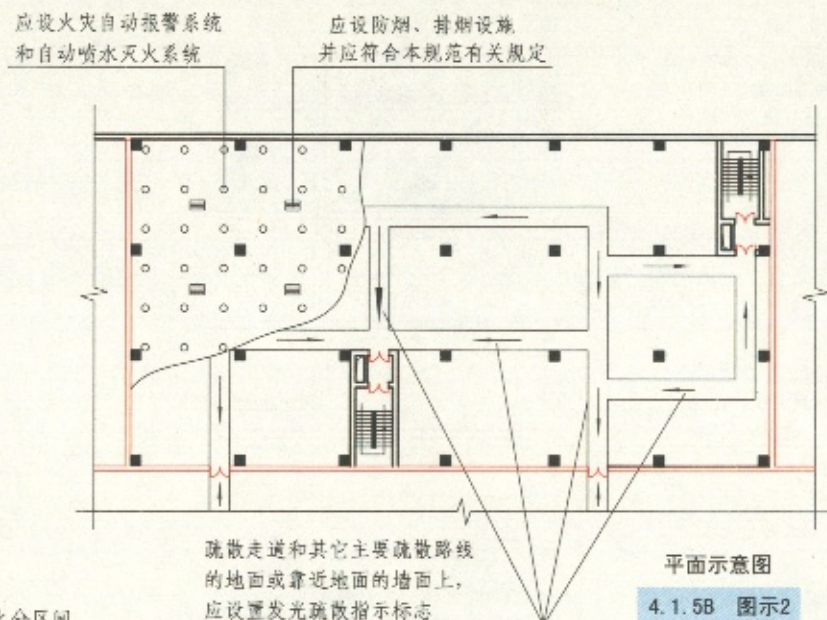 应设火灾自动报警系统
和自动喷水灭火系统
应设防烟、排烟设施
并应符合本规范有关规定
疏散走道和其它主要疏散路线
的地面或靠近地面的墙面上，
应设置发光疏散指示标志
平面示意图
4.1.5B 图示2
分区间